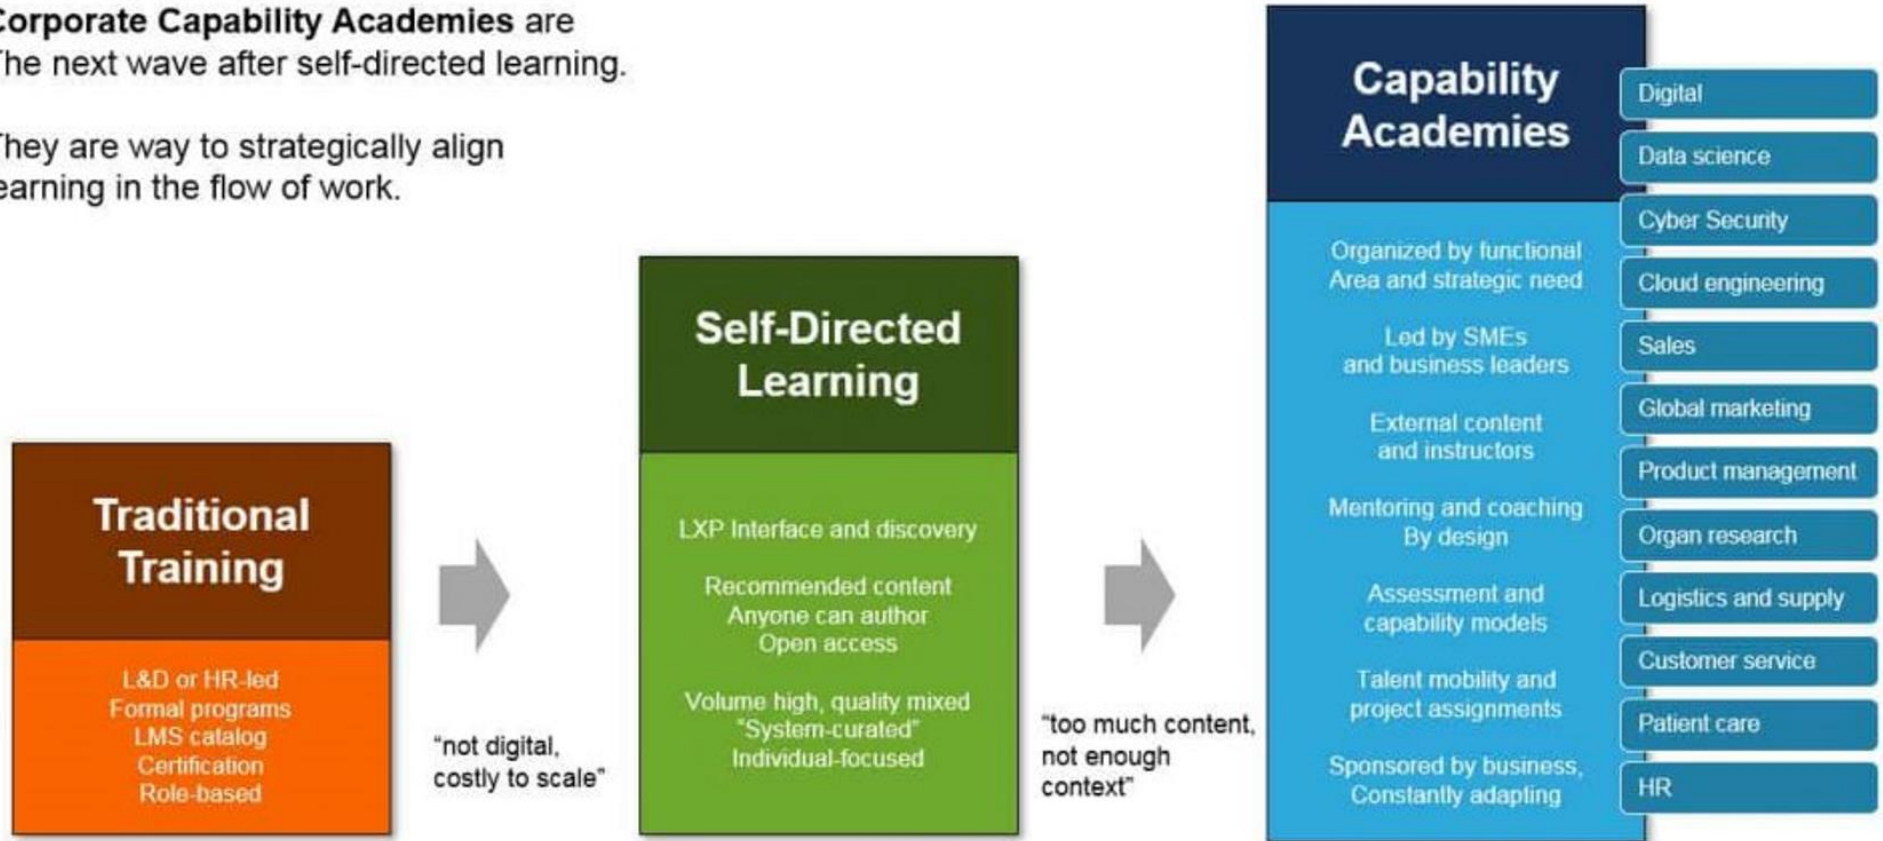 Corporate Capability Academies are
The next wave after self-directed learning.
They are way to strategically align
earning in the flow of work.
Traditional
Training
L&D or HR-led
Formal programs
LMS catalog
Certification
Role-based
"not digital,
costly to scale"
Self-Directed
Learning
LXP Interface and discovery
Recommended content
Anyone can author
Open access
Volume high, quality mixed
"System-curated"
Individual-focused
"too much content,
not enough
context"
Capability
Academies
Organized by functional
Area and strategic need
Led by SMEs
and business leaders
External content
and instructors
Mentoring and coaching
By design
Assessment and
capability models
Talent mobility and
project assignments
Sponsored by business,
Constantly adapting
Digital
Data science
Cyber Security
Cloud engineering
Sales
Global marketing
Product management
Organ research
Logistics and supply
Customer service
Patient care
HR